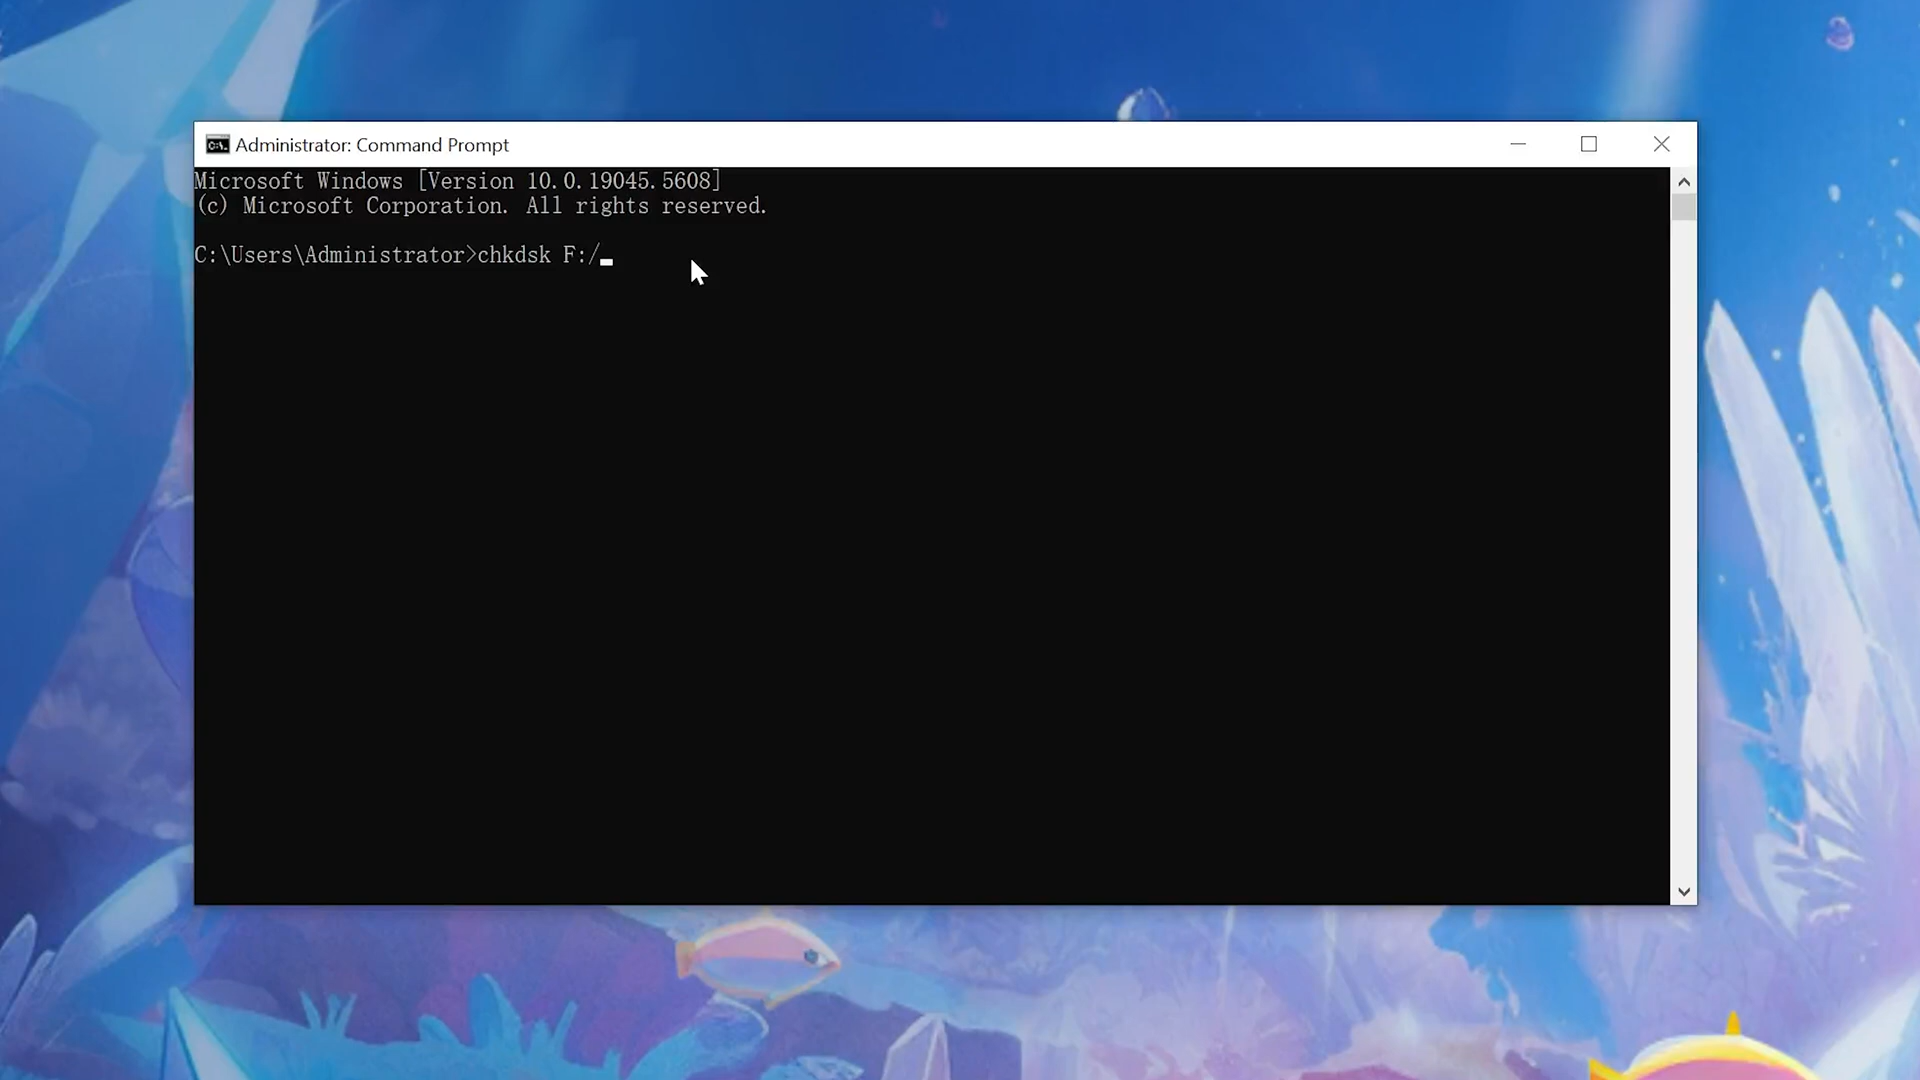 Administrator: Command Prompt
Microsoft Windows [Version 10.0.19045.5608]
(c) Microsoft Corporation. All rights reserved.
C:\Users\Administrator>chkdsk F:/